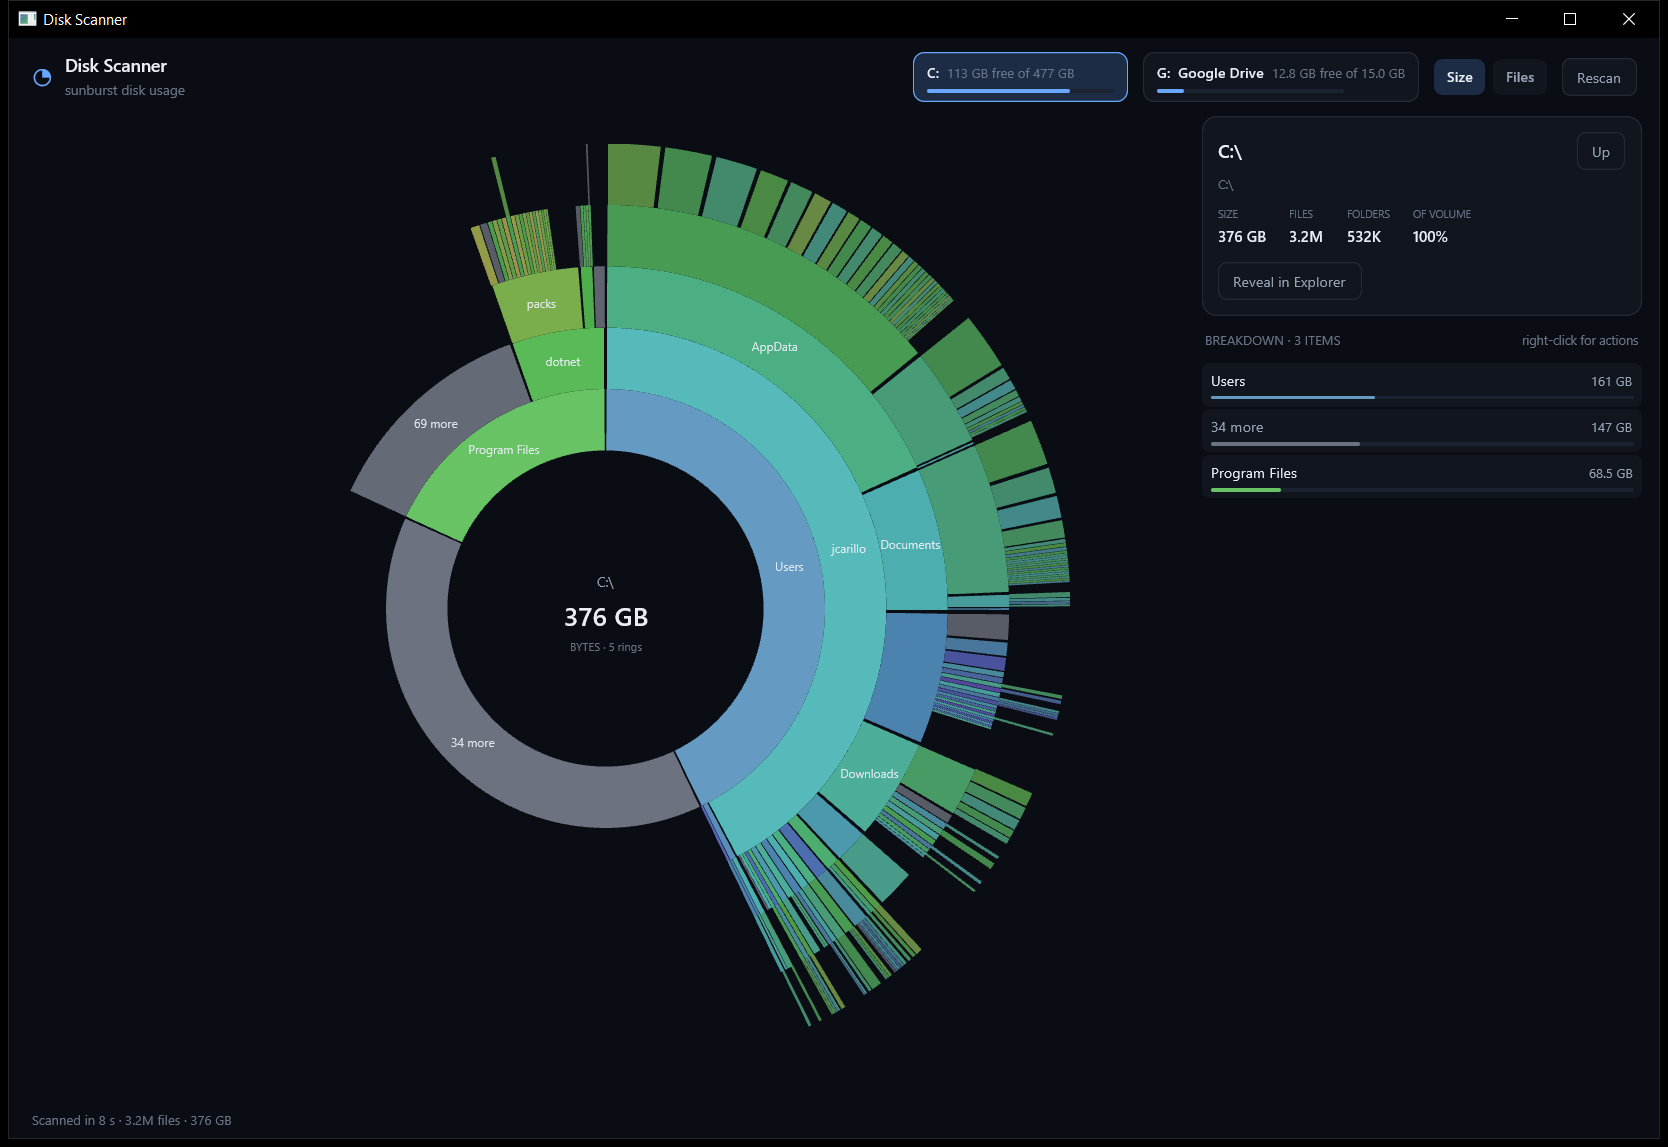 Disk Scanner
Disk Scanner
sunburst disk usage
C: 113 GB free of 477 GB
G: Google Drive 12.8 GB free of 15.0 GB
Size
Files
Rescan
C:\
Up
C:\
SIZE FILES FOLDERS OF VOLUME
376 GB 3.2M 532K 100%
Reveal in Explorer
BREAKDOWN · 3 ITEMS right-click for actions
Users 161 GB
34 more 147 GB
Program Files 68.5 GB
packs
dotnet
AppData
69 more
Program Files
Documents
jcarillo
Users
C:\
376 GB
BYTES · 5 rings
34 more
Downloads
Scanned in 8 s · 3.2M files · 376 GB